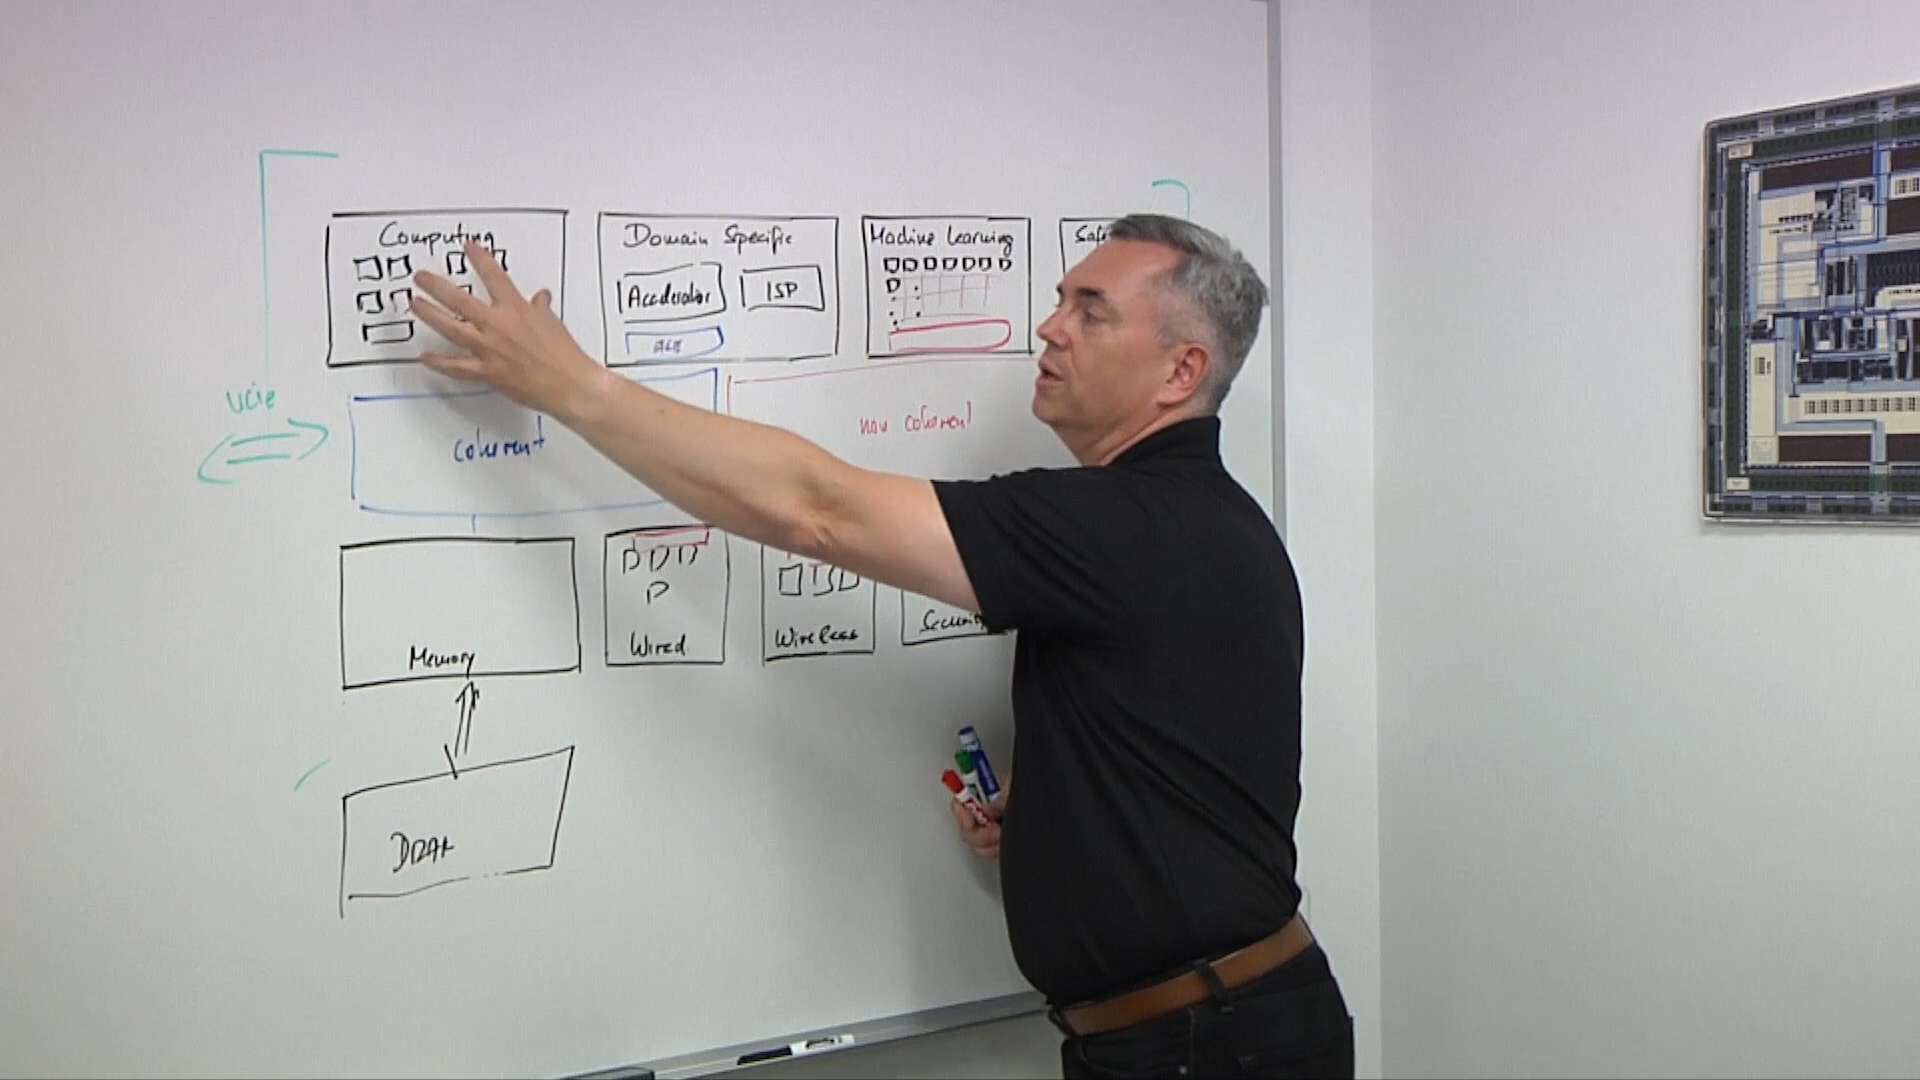 Computing
Domain Specific
Machine Learning
Accelerator
ISP
UCIe
coherent
non coherent
Memory
Wired
Wireless
DRAM